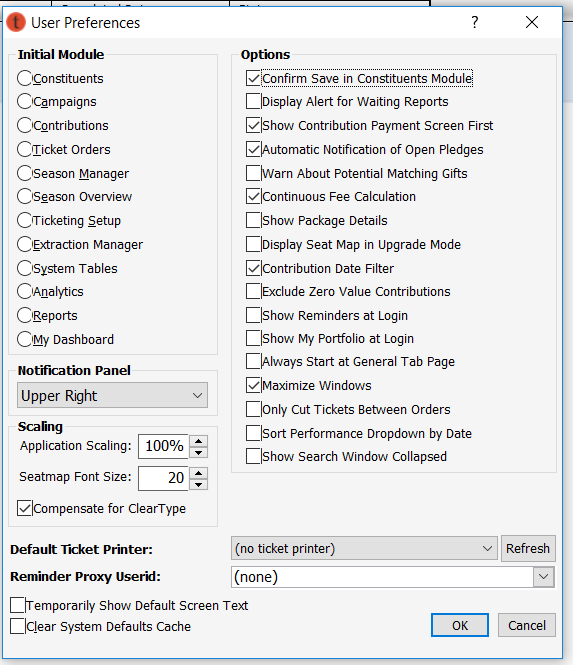 User Preferences
?
Initial Module
Constituents
Campaigns
Contributions
Ticket Orders
Season Manager
Season Overview
Ticketing Setup
Extraction Manager
System Tables
Analytics
Reports
My Dashboard
Notification Panel
Upper Right
Scaling
Application Scaling: 100%
Seatmap Font Size: 20
Compensate for ClearType
Options
Confirm Save in Constituents Module
Display Alert for Waiting Reports
Show Contribution Payment Screen First
Automatic Notification of Open Pledges
Warn About Potential Matching Gifts
Continuous Fee Calculation
Show Package Details
Display Seat Map in Upgrade Mode
Contribution Date Filter
Exclude Zero Value Contributions
Show Reminders at Login
Show My Portfolio at Login
Always Start at General Tab Page
Maximize Windows
Only Cut Tickets Between Orders
Sort Performance Dropdown by Date
Show Search Window Collapsed
Default Ticket Printer: (no ticket printer) Refresh
Reminder Proxy Userid: (none)
Temporarily Show Default Screen Text
Clear System Defaults Cache
OK Cancel